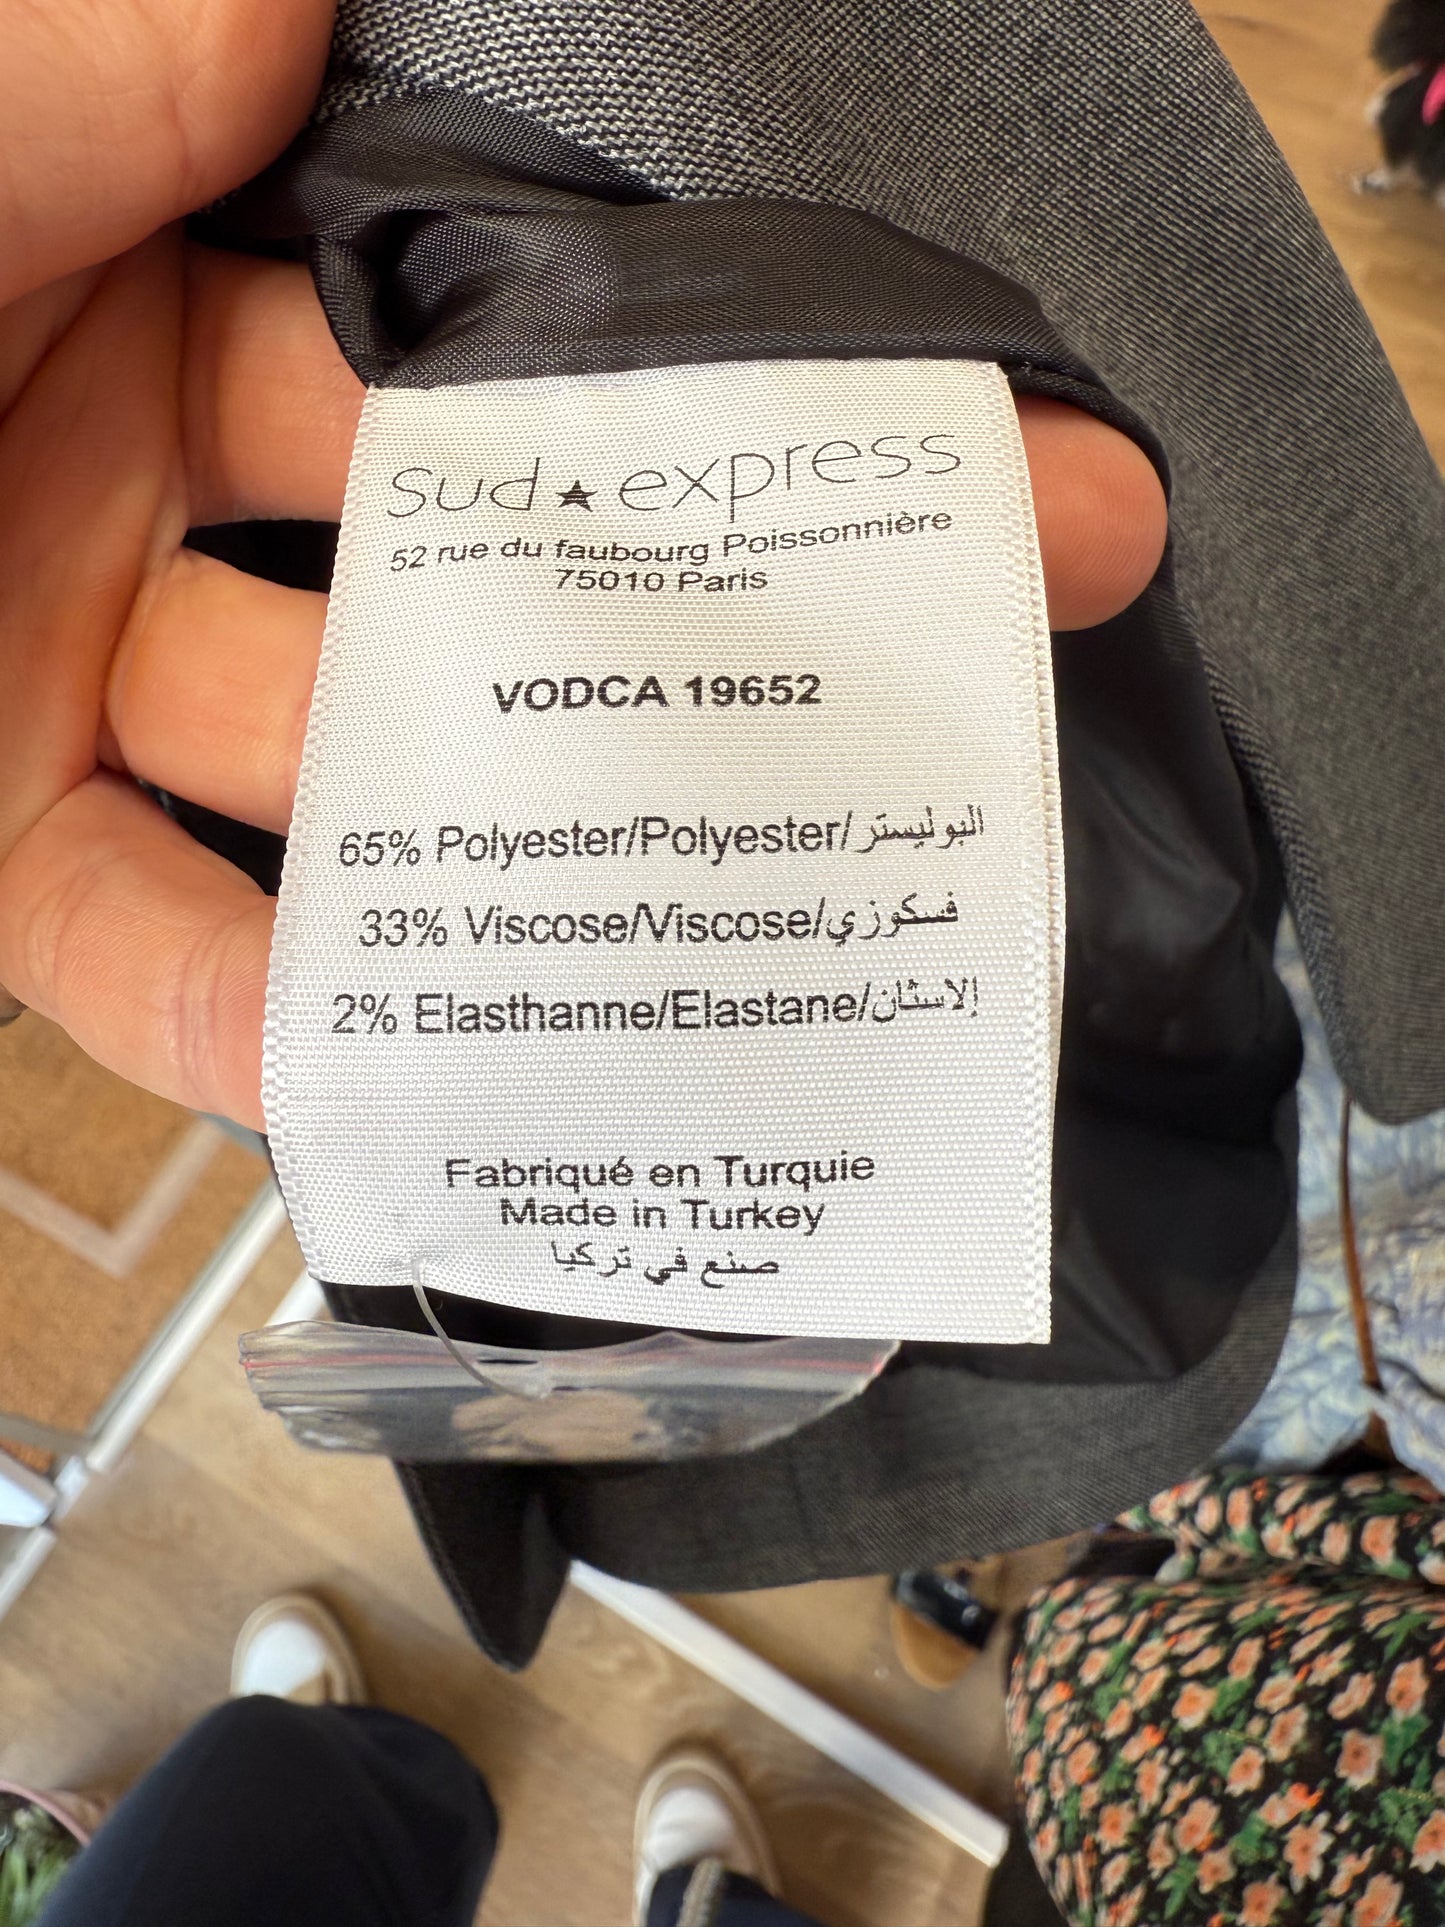 sud★express
52 rue du faubourg Poissonnière
75010 Paris
VODCA 19652
65% Polyester/Polyester/البوليستر
33% Viscose/Viscose/فسكوزي
2% Elasthanne/Elastane/الاسثان
Fabriqué en Turquie
Made in Turkey
صنع في تركيا